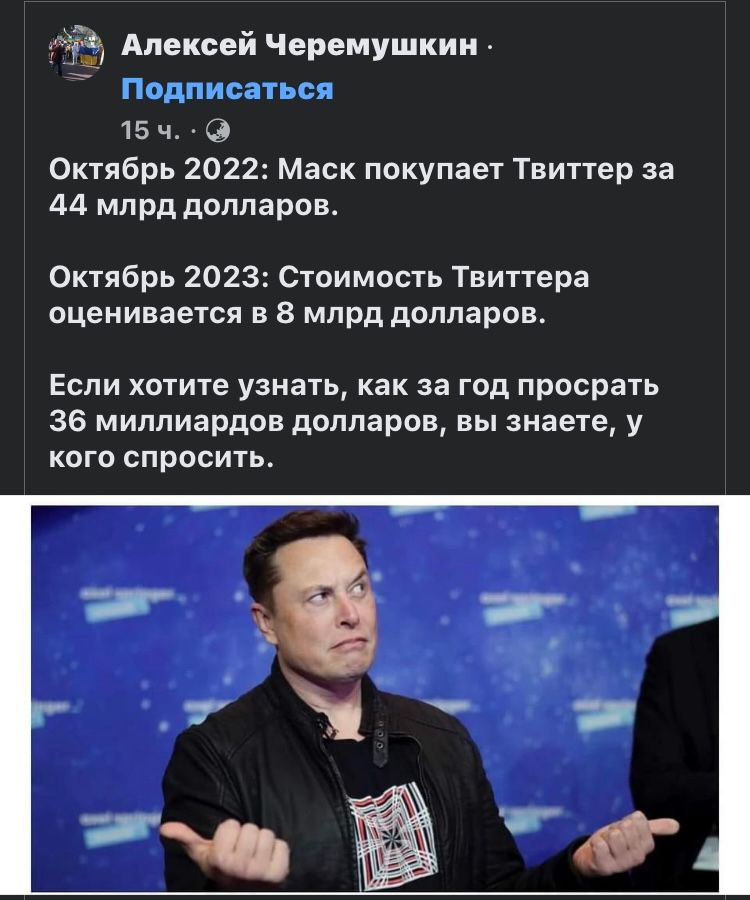 Алексей Черемушкин ·
Подписаться
15 ч. ·
Октябрь 2022: Маск покупает Твиттер за
44 млрд долларов.
Октябрь 2023: Стоимость Твиттера
оценивается в 8 млрд долларов.
Если хотите узнать, как за год просрать
36 миллиардов долларов, вы знаете, у
кого спросить.